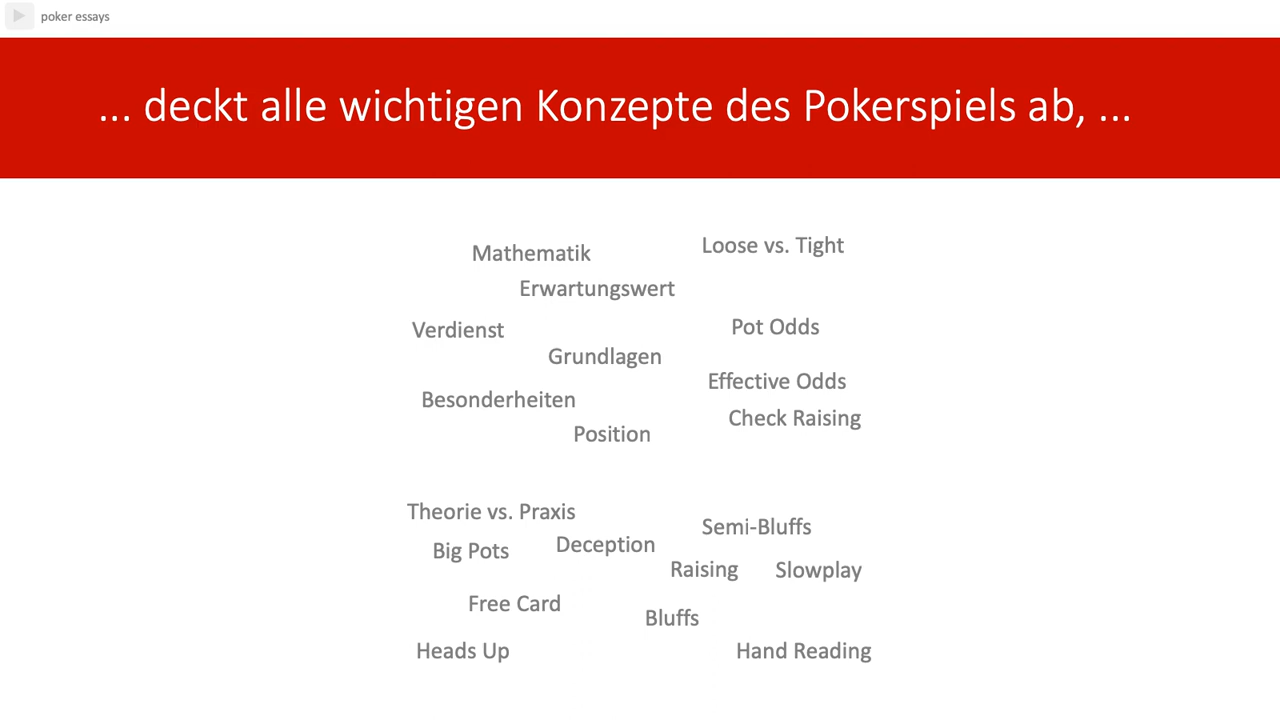 poker essays
... deckt alle wichtigen Konzepte des Pokerspiels ab, ...
Mathematik
Loose vs. Tight
Erwartungswert
Verdienst
Pot Odds
Grundlagen
Effective Odds
Besonderheiten
Check Raising
Position
Theorie vs. Praxis
Semi-Bluffs
Big Pots
Deception
Raising
Slowplay
Free Card
Bluffs
Heads Up
Hand Reading